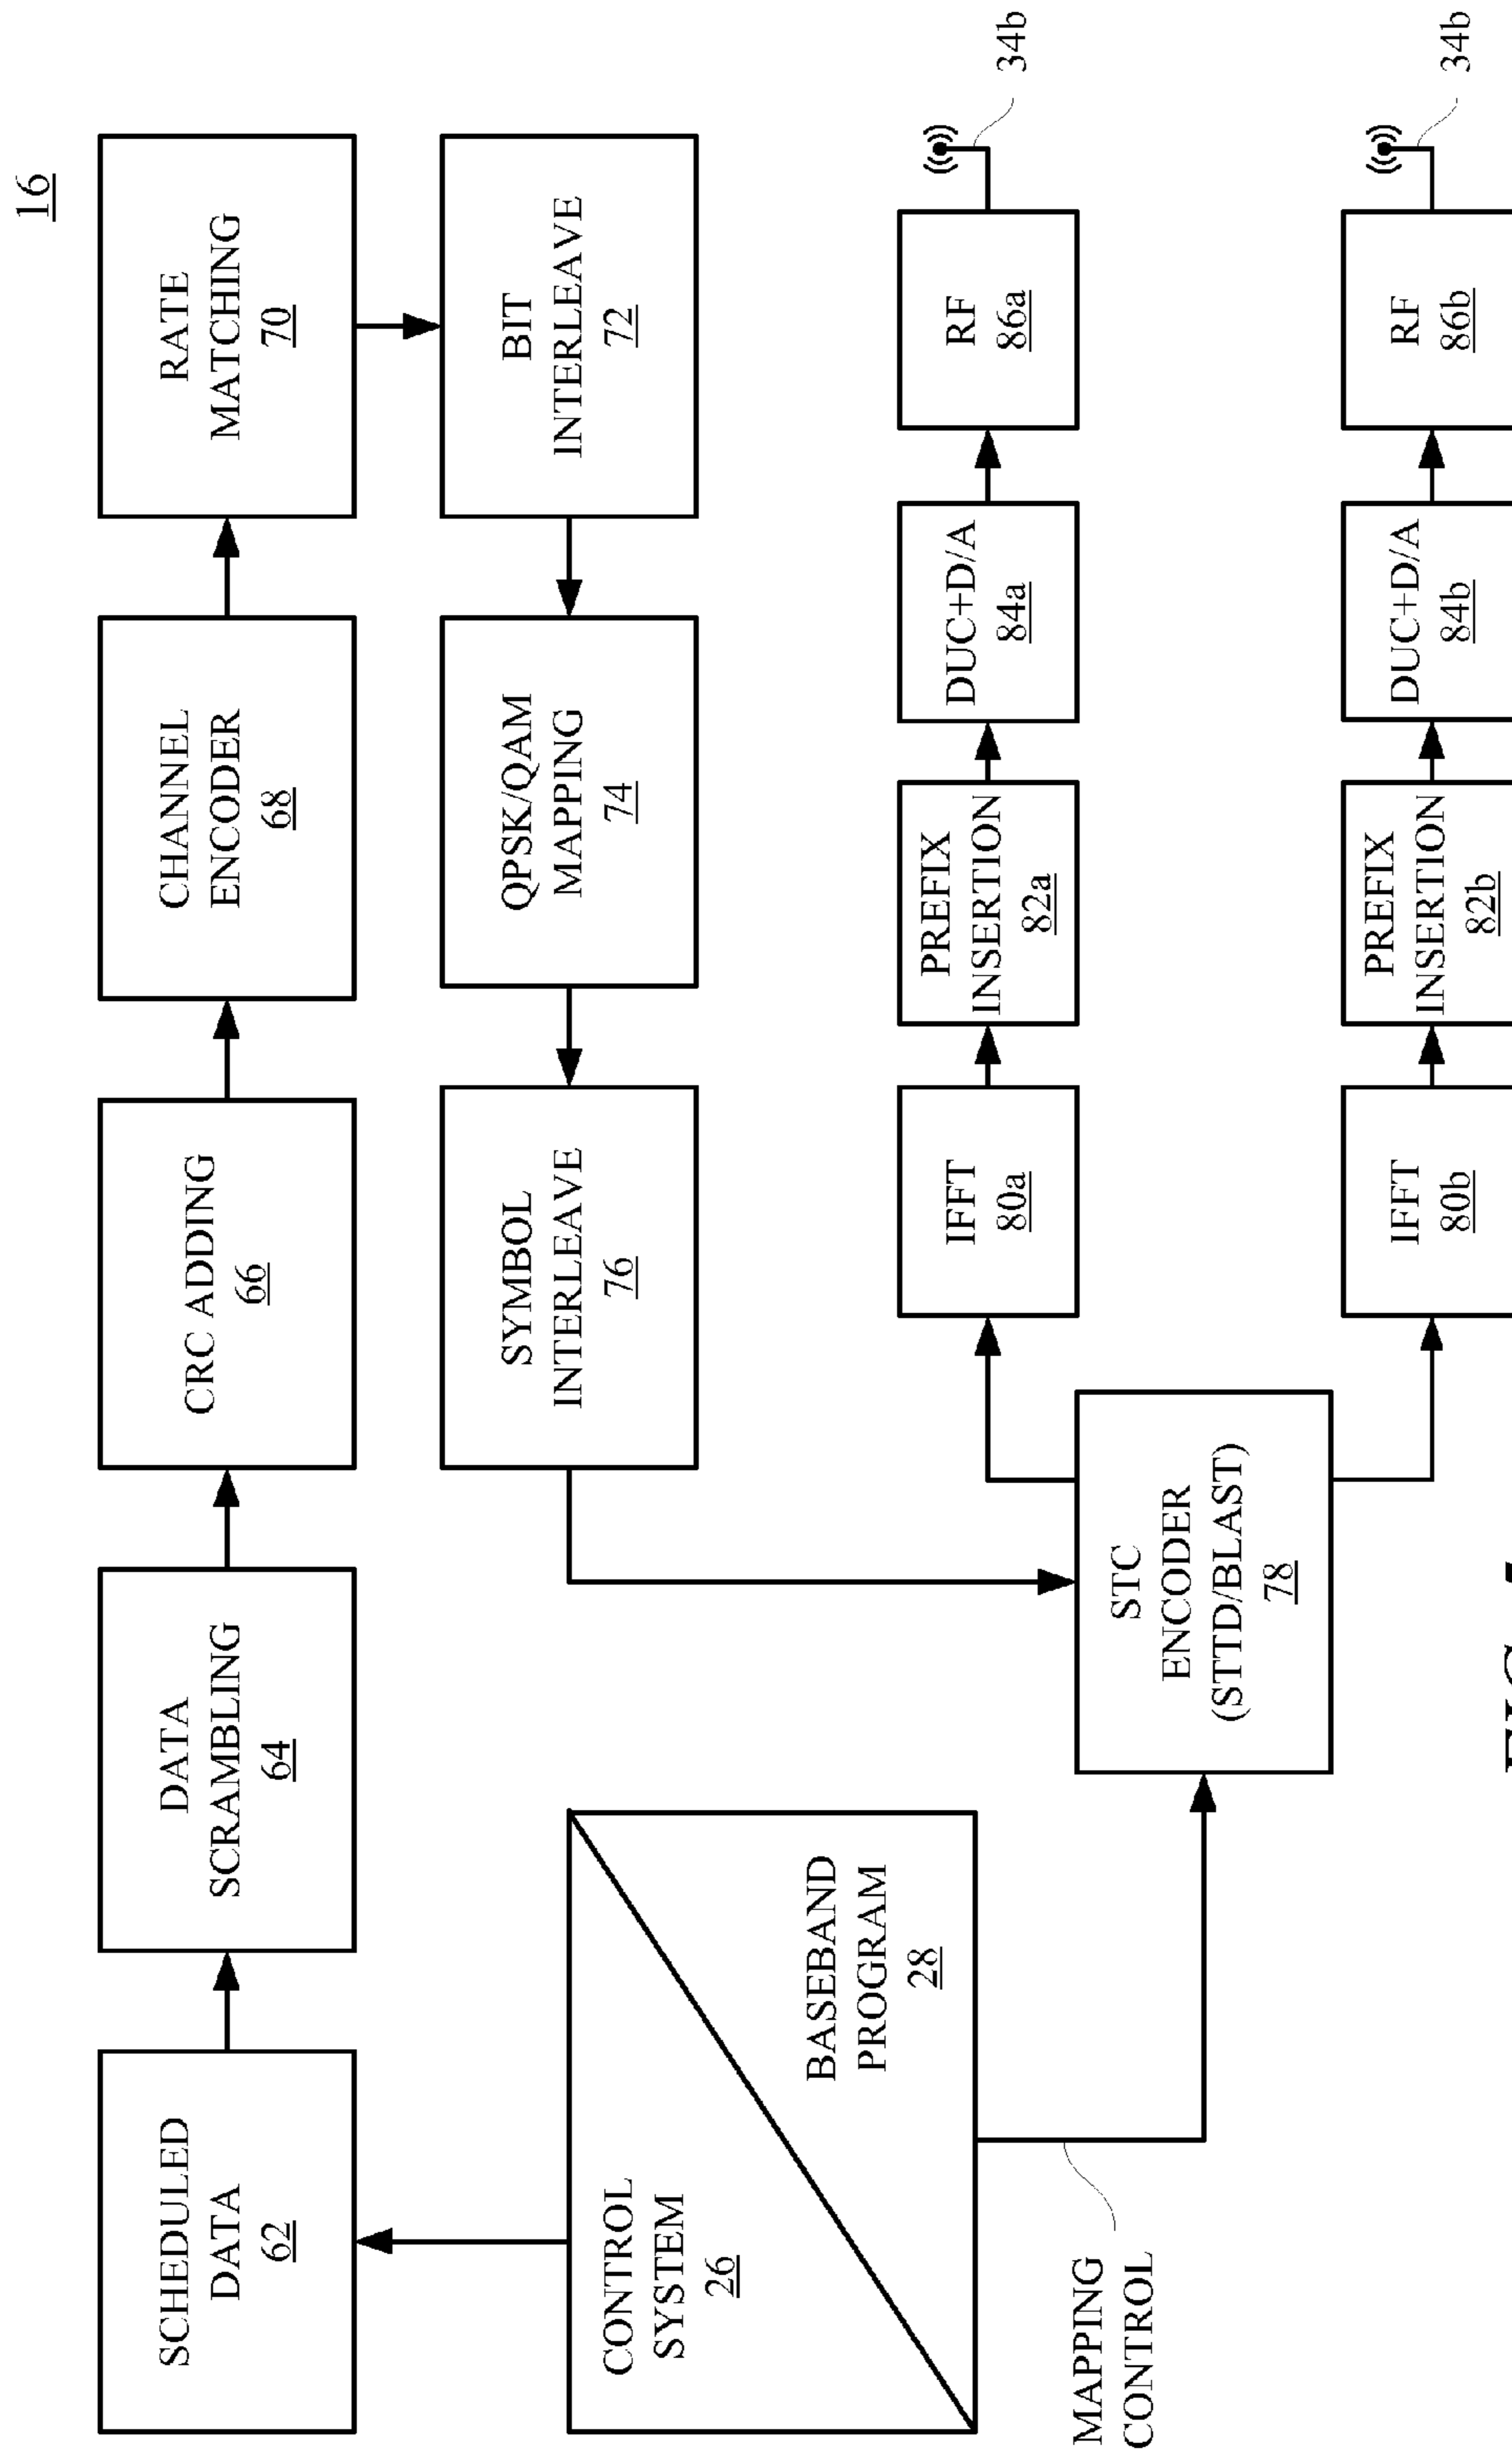 16
SCHEDULED
DATA
62
DATA
SCRAMBLING
64
CRC ADDING
66
CHANNEL
ENCODER
68
RATE
MATCHING
70
CONTROL
SYSTEM
26
BASEBAND
PROGRAM
28
SYMBOL
INTERLEAVE
76
QPSK/QAM
MAPPING
74
BIT
INTERLEAVE
72
MAPPING
CONTROL
STC
ENCODER
(STTD/BLAST)
78
IFFT
80a
PREFIX
INSERTION
82a
DUC+D/A
84a
RF
86a
34b
IFFT
80b
PREFIX
INSERTION
82b
DUC+D/A
84b
RF
86b
34b